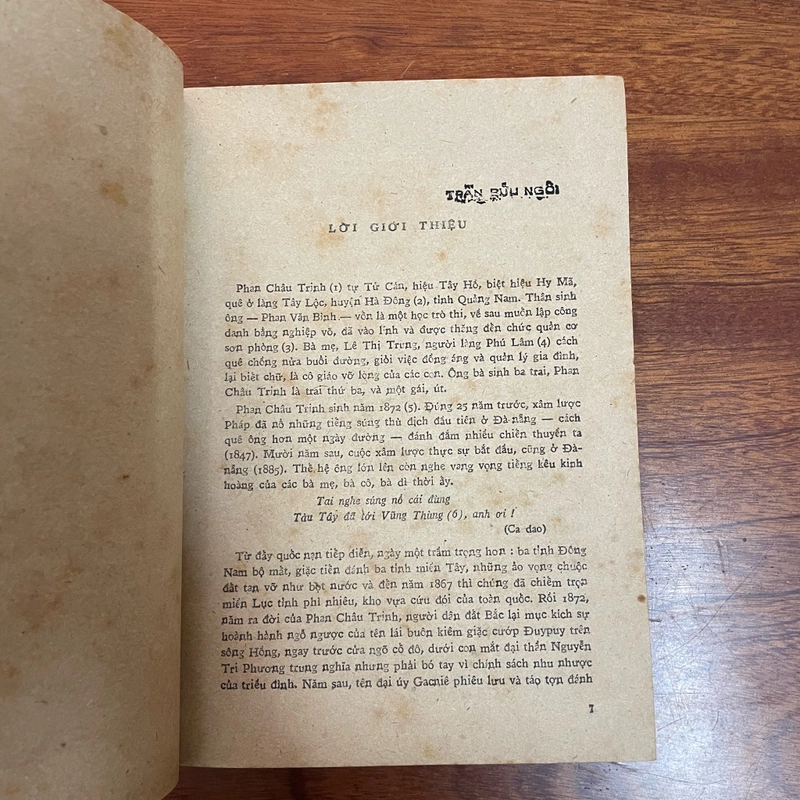 TRẦN BỬU NGÔI
LỜI GIỚI THIỆU
Phan Châu Trinh (1) tự Tử Cán, hiệu Tây Hồ, biệt hiệu Hy Mã,
quê ở làng Tây Lộc, huyện Hà Đông (2), tỉnh Quảng Nam. Thân sinh
ông — Phan Văn Bình — vốn là một học trò thi, về sau muốn lập công
danh bằng nghiệp võ, đã vào lính và được thăng đến chức quản cơ
sơn phòng (3). Bà mẹ, Lê Thị Trung, người làng Phú Lâm (4) cách
quê chồng nửa buổi đường, giỏi việc đồng áng và quản lý gia đình,
lại biết chữ, là cô giáo vỡ lòng của các con. Ông bà sinh ba trai, Phan
Châu Trinh là trai thứ ba, và một gái, út.
Phan Châu Trinh sinh năm 1872 (5). Đúng 25 năm trước, xâm lược
Pháp đã nổ những tiếng súng thù địch đầu tiên ở Đà-nẵng — cách
quê ông hơn một ngày đường — đánh đắm nhiều chiến thuyền ta
(1847). Mười năm sau, cuộc xâm lược thực sự bắt đầu, cũng ở Đà-
nẵng (1885). Thế hệ ông lớn lên còn nghe vang vọng tiếng kêu kinh
hoàng của các bà mẹ, bà cô, bà dì thời ấy.
Tai nghe súng nổ cái đùng
Tàu Tây đã tới Vũng Thùng (6), anh ơi !
(Ca dao)
Từ đấy quốc nạn tiếp diễn, ngày một trầm trọng hơn : ba tỉnh Đông
Nam bộ mất, giặc tiến đánh ba tỉnh miền Tây, những ảo vọng chuộc
đất tan vỡ như bọt nước và đến năm 1867 thì chúng đã chiếm trọn
miền Lục tỉnh phì nhiêu, kho vựa cứu đói của toàn quốc. Rồi 1872,
năm ra đời của Phan Châu Trinh, người dân đất Bắc lại mục kích sự
hoành hành ngỗ ngược của tên lái buôn kiêm giặc cướp Đuypuy trên
sông Hồng, ngay trước cửa ngõ cố đô, dưới con mắt đại thần Nguyễn
Tri Phương trung nghĩa nhưng phải bó tay vì chính sách nhu nhược
của triều đình. Năm sau, tên đại úy Gacniê phiêu lưu và táo tợn đánh
7